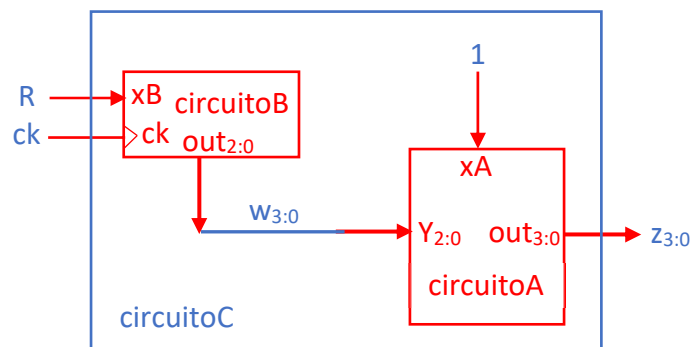 1
R
xB
circuitoB
ck
ck
out2:0
xA
w3:0
Y2:0
out3:0
z3:0
circuitoA
circuitoC